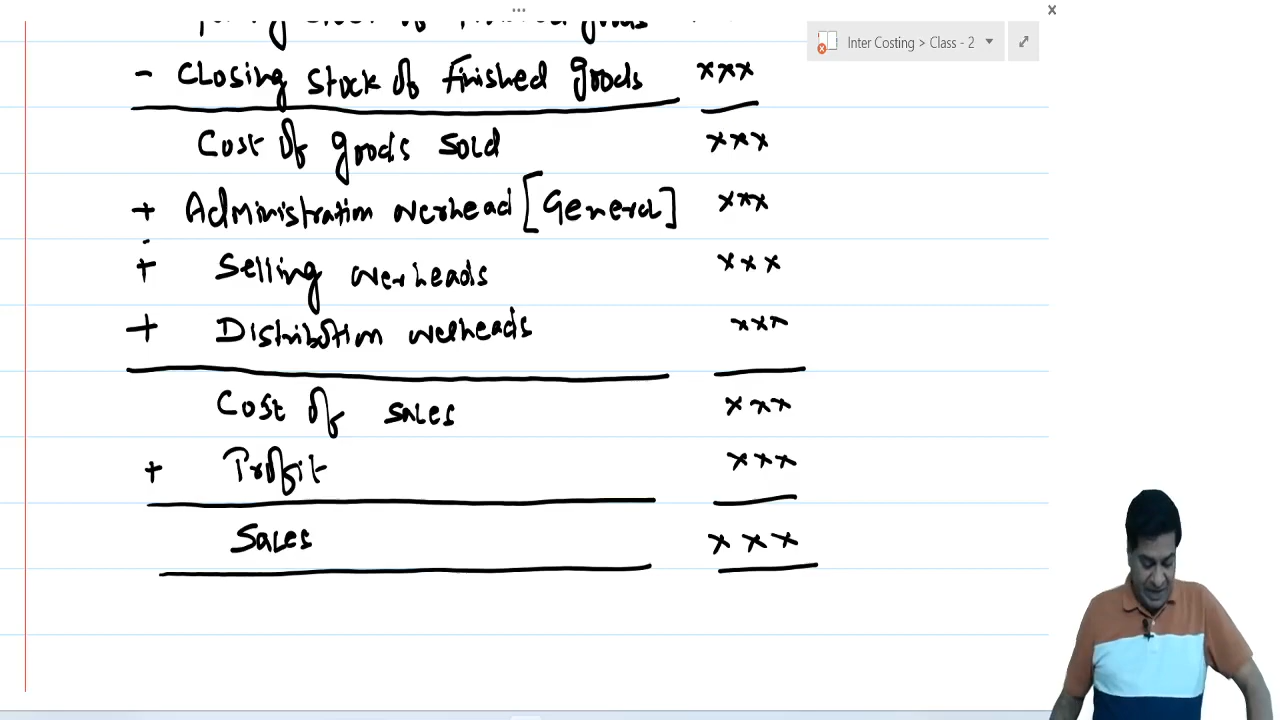 - Closing stock of finished goods xxx
Cost of goods sold xxx
+ Administration overhead [General] xxx
+ Selling overheads xxx
+ Distribution overheads xxx
Cost of sales xxx
+ Profit xxx
Sales xxx
Inter Costing > Class - 2